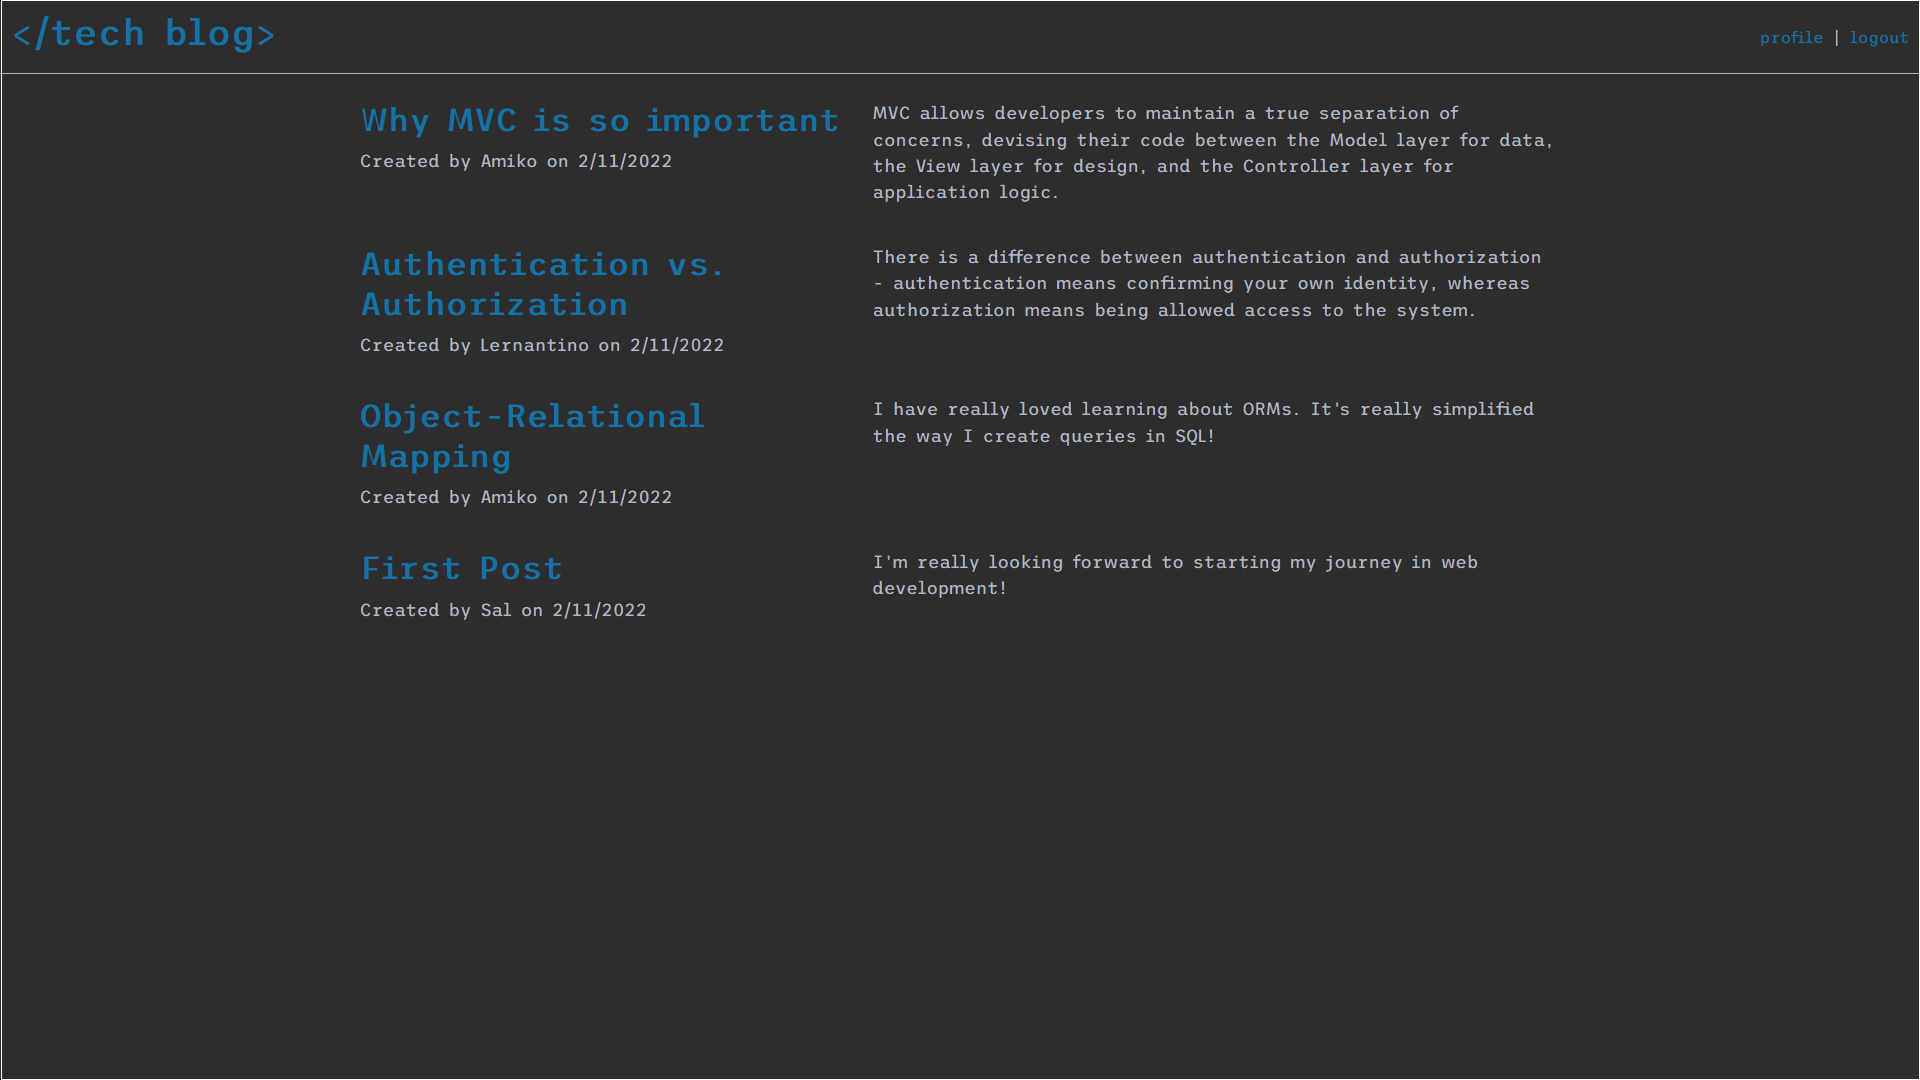 </tech blog>
profile | logout
Why MVC is so important
Created by Amiko on 2/11/2022
MVC allows developers to maintain a true separation of
concerns, devising their code between the Model layer for data,
the View layer for design, and the Controller layer for
application logic.
Authentication vs.
Authorization
Created by Lernantino on 2/11/2022
There is a difference between authentication and authorization
- authentication means confirming your own identity, whereas
authorization means being allowed access to the system.
Object-Relational
Mapping
Created by Amiko on 2/11/2022
I have really loved learning about ORMs. It's really simplified
the way I create queries in SQL!
First Post
Created by Sal on 2/11/2022
I'm really looking forward to starting my journey in web
development!